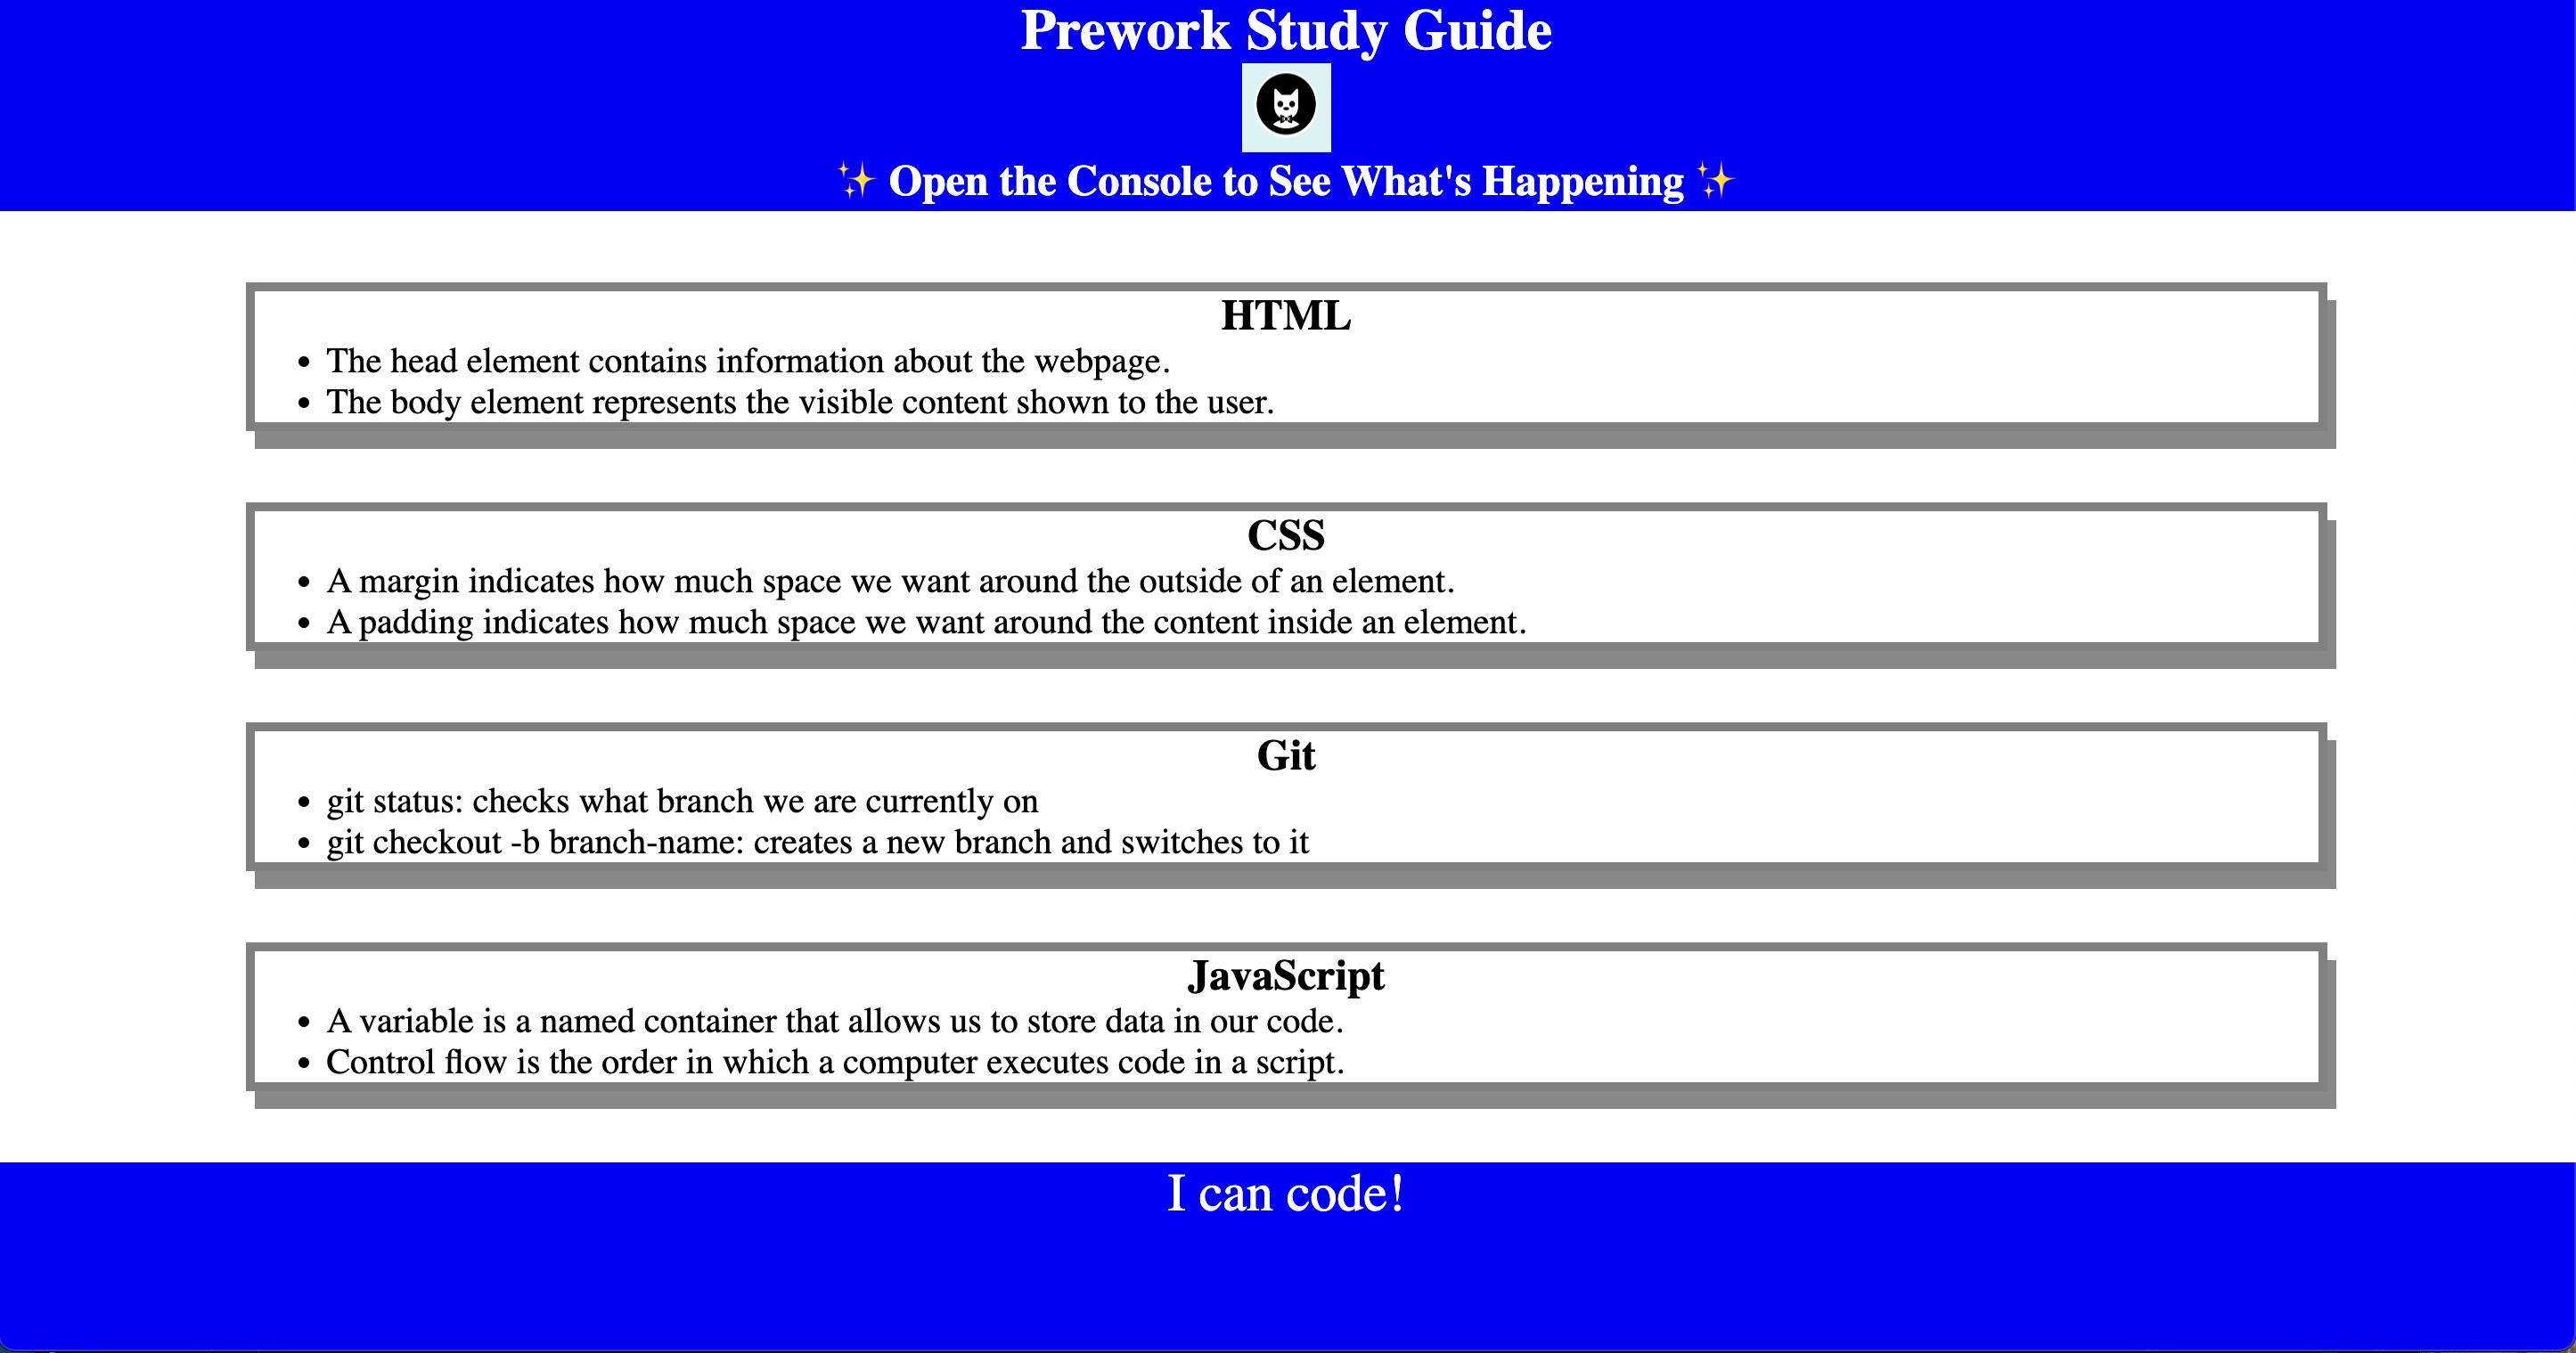 Prework Study Guide
✨ Open the Console to See What's Happening ✨
HTML
• The head element contains information about the webpage.
• The body element represents the visible content shown to the user.
CSS
• A margin indicates how much space we want around the outside of an element.
• A padding indicates how much space we want around the content inside an element.
Git
• git status: checks what branch we are currently on
• git checkout -b branch-name: creates a new branch and switches to it
JavaScript
• A variable is a named container that allows us to store data in our code.
• Control flow is the order in which a computer executes code in a script.
I can code!